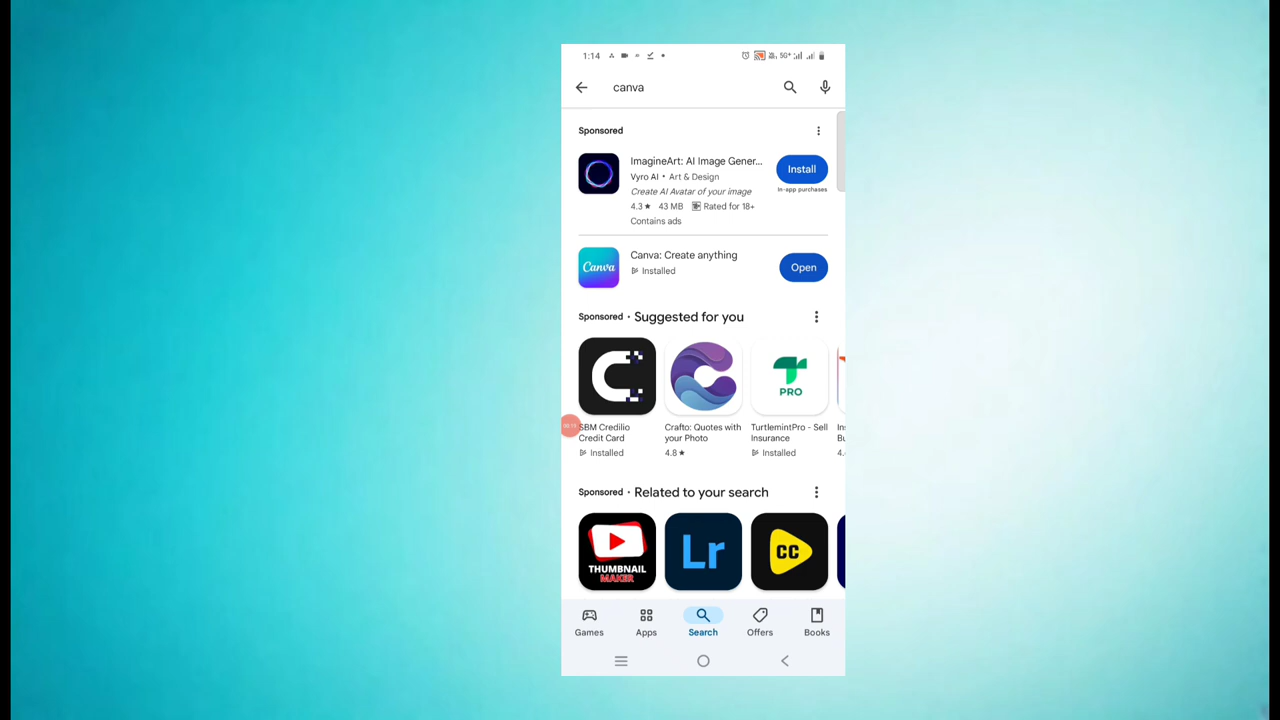 1:14 5G+
canva
Sponsored
ImagineArt: AI Image Gener...
Vyro AI • Art & Design
Install
Create AI Avatar of your image
In-app purchases
4.3★ 43 MB Rated for 18+
Contains ads
Canva
Canva: Create anything
Installed
Open
Sponsored • Suggested for you
PRO
SBM Credilio Credit Card
Crafto: Quotes with your Photo
TurtlemintPro - Sell Insurance
Installed
4.8★
Installed
4.
Sponsored • Related to your search
THUMBNAIL
MAKER
Lr
CC
Games
Apps
Search
Offers
Books